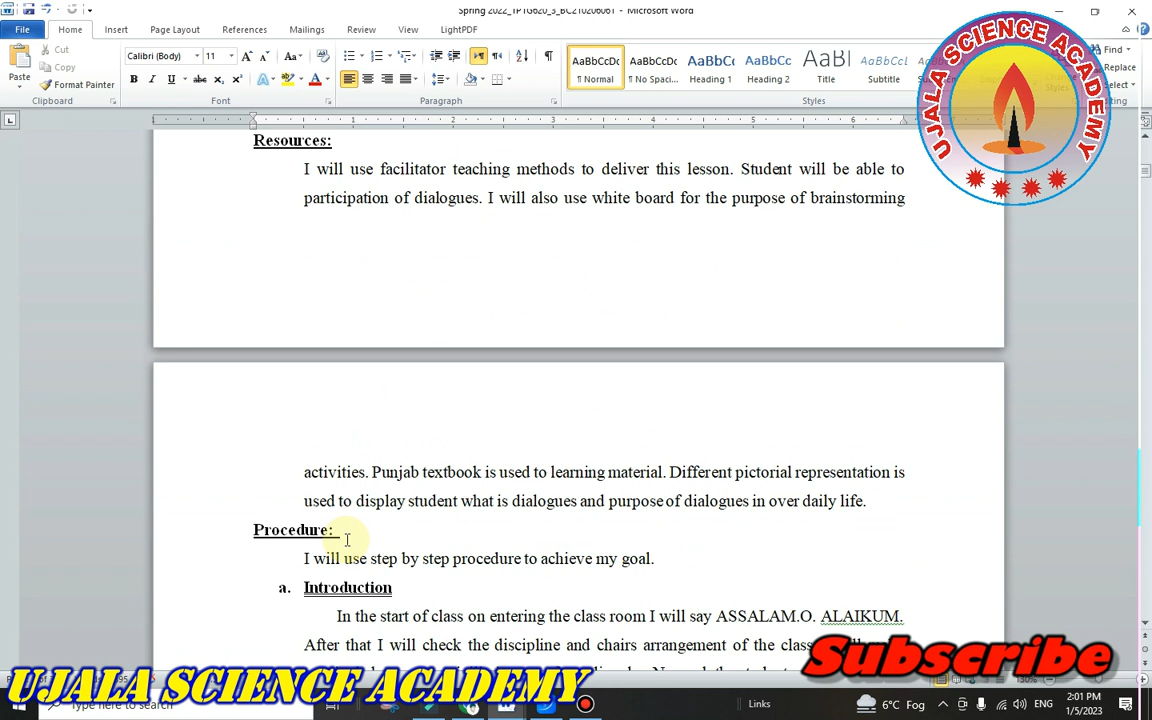 Spring 2022_TPTG620_3_BC210206061 - Microsoft Word
File Home Insert Page Layout References Mailings Review View LightPDF
Cut
Copy
Format Painter
Paste
Calibri (Body) 11
Clipboard Font Paragraph Styles
AaBbCcDc AaBbCcDc AaBbC AaBbCc AaBl AaBbCcL
¶ Normal ¶ No Spaci... Heading 1 Heading 2 Title Subtitle
Find
Replace
UJALA SCIENCE ACADEMY
Resources:
I will use facilitator teaching methods to deliver this lesson. Student will be able to
participation of dialogues. I will also use white board for the purpose of brainstorming
activities. Punjab textbook is used to learning material. Different pictorial representation is
used to display student what is dialogues and purpose of dialogues in over daily life.
Procedure:
I will use step by step procedure to achieve my goal.
a. Introduction
In the start of class on entering the class room I will say ASSALAM.O. ALAIKUM.
After that I will check the discipline and chairs arrangement of the class
Subscribe
UJALA SCIENCE ACADEMY
130%
Type here to search
Links
6°C Fog
ENG
2:01 PM
1/5/2023